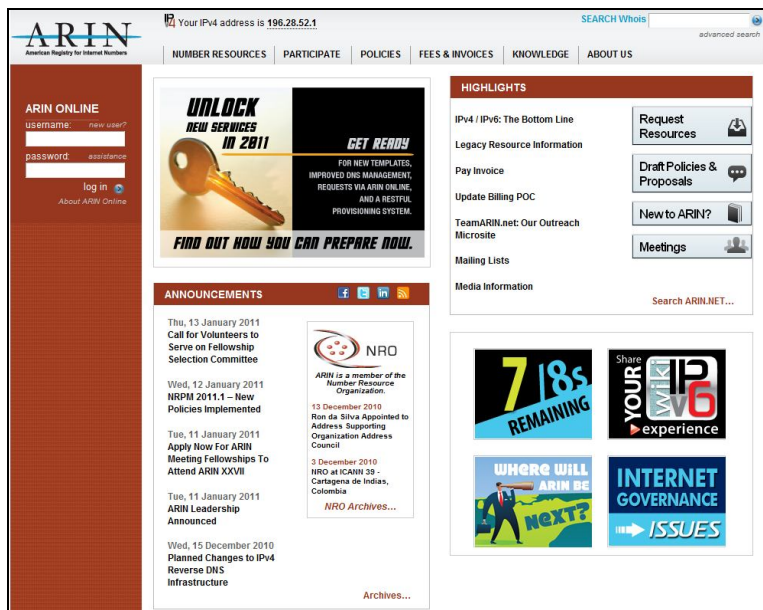 ARIN
American Registry for Internet Numbers
IP4 Your IPv4 address is 196.28.52.1
SEARCH Whois
advanced search
NUMBER RESOURCES | PARTICIPATE | POLICIES | FEES & INVOICES | KNOWLEDGE | ABOUT US
ARIN ONLINE
username: new user?
password: assistance
log in
About ARIN Online
UNLOCK
NEW SERVICES
IN 2011
GET READY
FOR NEW TEMPLATES,
IMPROVED DNS MANAGEMENT,
REQUESTS VIA ARIN ONLINE,
AND A RESTFUL
PROVISIONING SYSTEM.
FIND OUT HOW YOU CAN PREPARE NOW.
HIGHLIGHTS
IPv4 / IPv6: The Bottom Line
Legacy Resource Information
Pay Invoice
Update Billing POC
TeamARIN.net: Our Outreach
Microsite
Mailing Lists
Media Information
Request
Resources
Draft Policies &
Proposals
New to ARIN?
Meetings
Search ARIN.NET...
ANNOUNCEMENTS
Thu, 13 January 2011
Call for Volunteers to
Serve on Fellowship
Selection Committee
Wed, 12 January 2011
NRPM 2011.1 – New
Policies Implemented
Tue, 11 January 2011
Apply Now For ARIN
Meeting Fellowships To
Attend ARIN XXVII
Tue, 11 January 2011
ARIN Leadership
Announced
Wed, 15 December 2010
Planned Changes to IPv4
Reverse DNS
Infrastructure
NRO
ARIN is a member of the
Number Resource
Organization.
13 December 2010
Ron da Silva Appointed to
Address Supporting
Organization Address
Council
3 December 2010
NRO at ICANN 39 -
Cartagena de Indias,
Colombia
NRO Archives...
Archives...
7 /8s
REMAINING
Share
YOUR
wiki
IPv6
experience
WHERE WILL
ARIN BE
NEXT?
INTERNET
GOVERNANCE
ISSUES